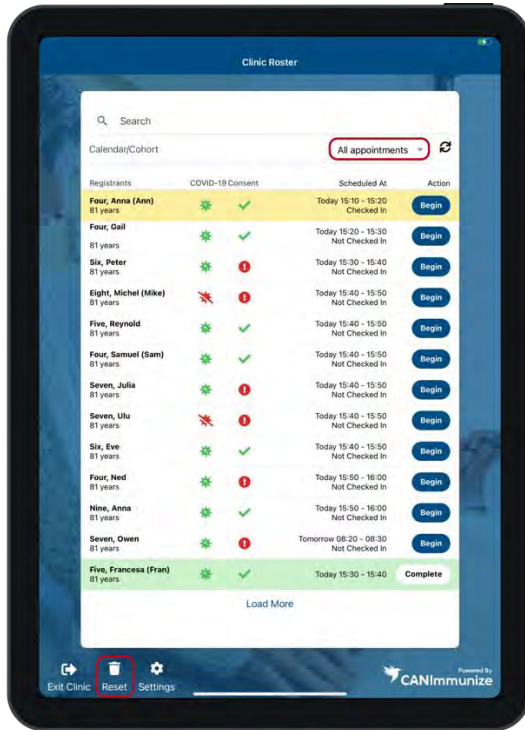 Clinic Roster
Search
Calendar/Cohort All appointments
Registrants COVID-19 Consent Scheduled At Action
Four, Anna (Ann) Today 15:10 - 15:20 Begin
81 years Checked In
Four, Gail Today 15:20 - 15:30 Begin
81 years Not Checked In
Six, Peter Today 15:30 - 15:40 Begin
81 years Not Checked In
Eight, Michel (Mike) Today 15:40 - 15:50 Begin
81 years Not Checked In
Five, Reynold Today 15:40 - 15:50 Begin
81 years Not Checked In
Four, Samuel (Sam) Today 15:40 - 15:50 Begin
81 years Not Checked In
Seven, Julia Today 15:40 - 15:50 Begin
81 years Not Checked In
Seven, Ulu Today 15:40 - 15:50 Begin
81 years Not Checked In
Six, Eve Today 15:40 - 15:50 Begin
81 years Not Checked In
Four, Ned Today 15:50 - 16:00 Begin
81 years Not Checked In
Nine, Anna Today 15:50 - 16:00 Begin
81 years Not Checked In
Seven, Owen Tomorrow 08:20 - 08:30 Begin
81 years Not Checked In
Five, Francesa (Fran) Today 15:30 - 15:40 Complete
81 years
Load More
Exit Clinic Reset Settings
Powered By
CANImmunize